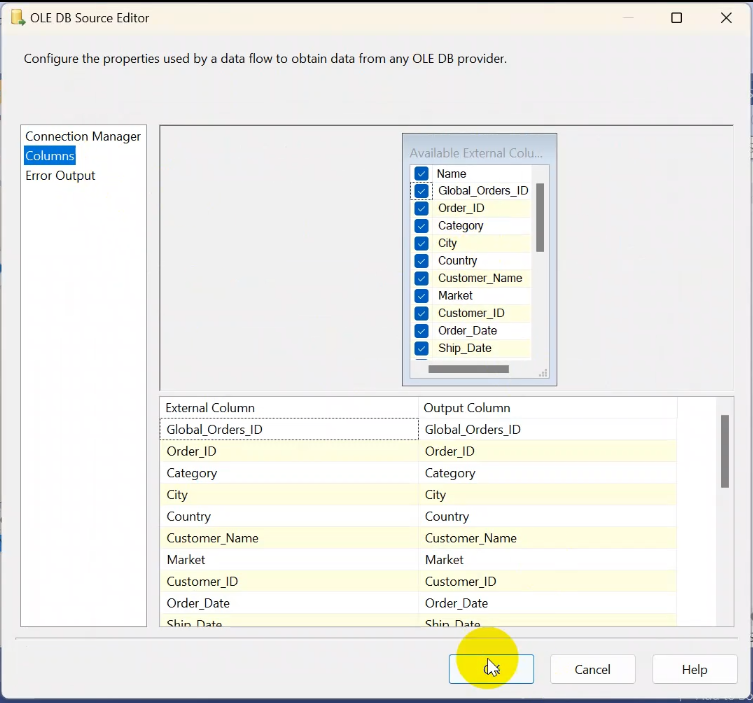 OLE DB Source Editor
Configure the properties used by a data flow to obtain data from any OLE DB provider.
Connection Manager
Columns
Error Output
Available External Colu...
Name
Global_Orders_ID
Order_ID
Category
City
Country
Customer_Name
Market
Customer_ID
Order_Date
Ship_Date
External Column Output Column
Global_Orders_ID Global_Orders_ID
Order_ID Order_ID
Category Category
City City
Country Country
Customer_Name Customer_Name
Market Market
Customer_ID Customer_ID
Order_Date Order_Date
Ship_Date Ship_Date
Cancel Help